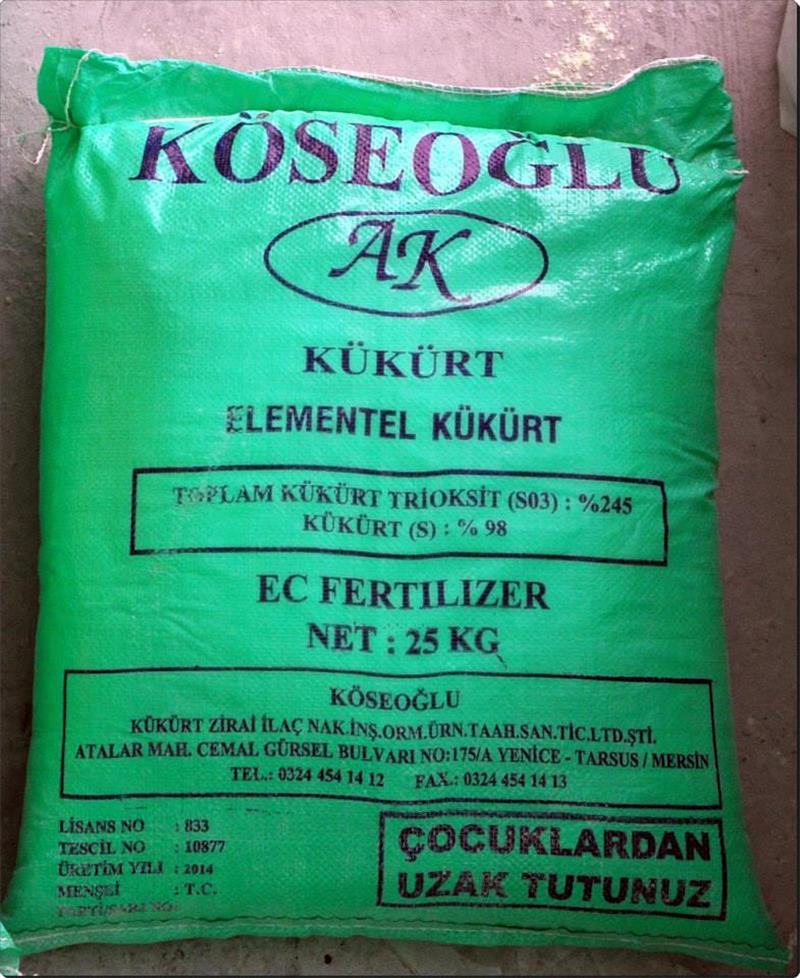 KÖSEOĞLU
AK
KÜKÜRT
ELEMENTEL KÜKÜRT
TOPLAM KÜKÜRT TRIOKSİT (S03) : %245
KÜKÜRT (S) : % 98
EC FERTILIZER
NET : 25 KG
KÖSEOĞLU
KÜKÜRT ZİRAİ İLAÇ NAK.İNŞ.ORM.ÜRN.TAAH.SAN.TİC.LTD.ŞTİ.
ATALAR MAH. CEMAL GÜRSEL BULVARI NO:175/A YENİCE - TARSUS / MERSİN
TEL.: 0324 454 14 12 FAX.: 0324 454 14 13
LİSANS NO : 833
TESCİL NO : 10877
ÜRETİM YILI : 2014
MENŞEİ : T.C.
NO:
ÇOCUKLARDAN
UZAK TUTUNUZ